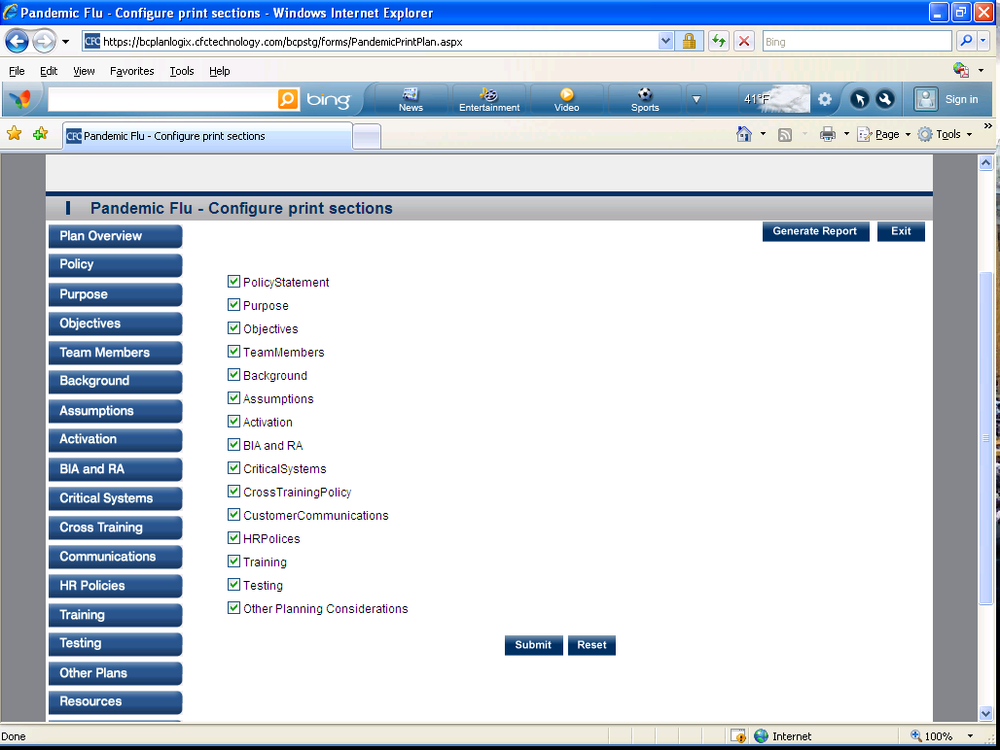 Pandemic Flu - Configure print sections - Windows Internet Explorer
CFC https://bcplanlogix.cfctechnology.com/bcpstg/forms/PandemicPrintPlan.aspx Bing
File Edit View Favorites Tools Help
bing News Entertainment Video Sports 41°F Sign in
CFC Pandemic Flu - Configure print sections Page Tools »
Pandemic Flu - Configure print sections
Generate Report Exit
Plan Overview
Policy
Purpose
Objectives
Team Members
Background
Assumptions
Activation
BIA and RA
Critical Systems
Cross Training
Communications
HR Policies
Training
Testing
Other Plans
Resources
PolicyStatement
Purpose
Objectives
TeamMembers
Background
Assumptions
Activation
BIA and RA
CriticalSystems
CrossTrainingPolicy
CustomerCommunications
HRPolices
Training
Testing
Other Planning Considerations
Submit Reset
Done Internet 100%